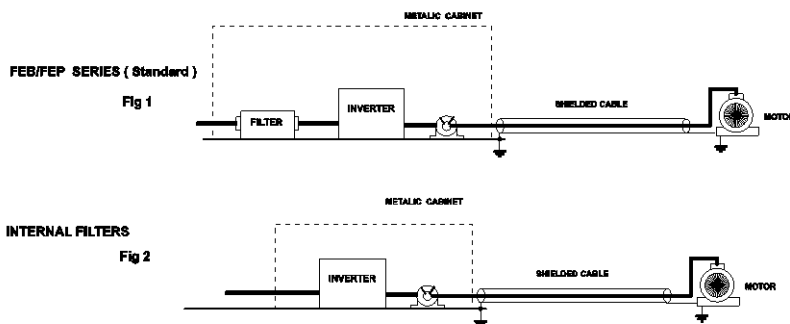 METALIC CABINET
FEB/FEP SERIES ( Standard )
Fig 1
FILTER
INVERTER
SHIELDED CABLE
MOTOR
METALIC CABINET
INTERNAL FILTERS
Fig 2
INVERTER
SHIELDED CABLE
MOTOR